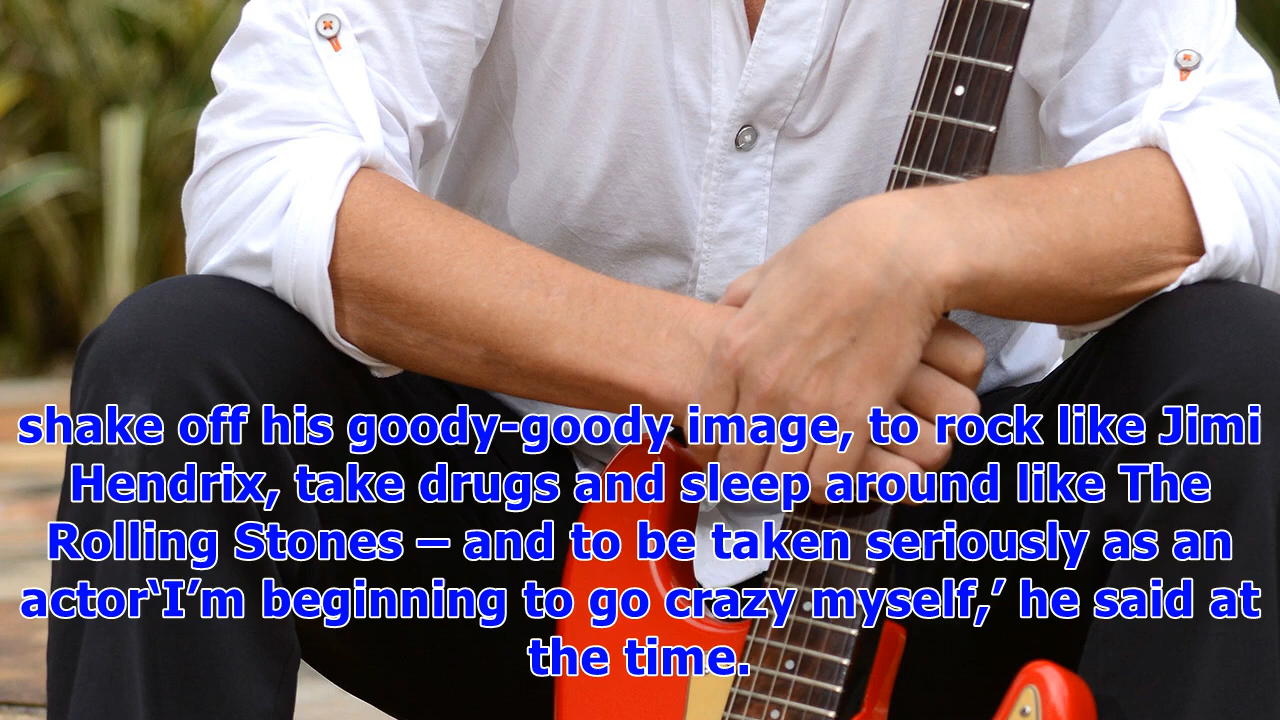 shake off his goody-goody image, to rock like Jimi
Hendrix, take drugs and sleep around like The
Rolling Stones – and to be taken seriously as an
actor‘I’m beginning to go crazy myself,’ he said at
the time.